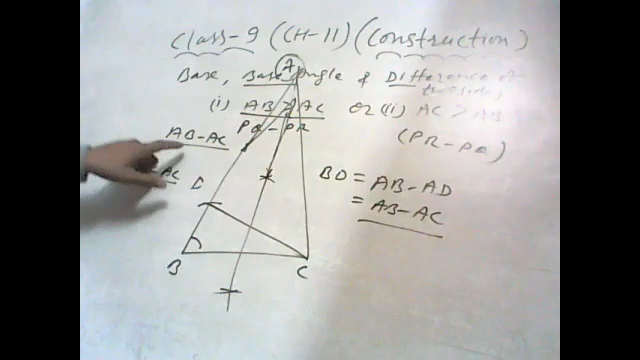 Class-9 (CH-11) (Construction)
Base, Base Angle & Difference of
two sides
(i) AB > AC or (ii) AC > AB
PQ-PR (PR-PQ)
AB-AC
AC D
BD = AB-AD
= AB-AC
A
B C